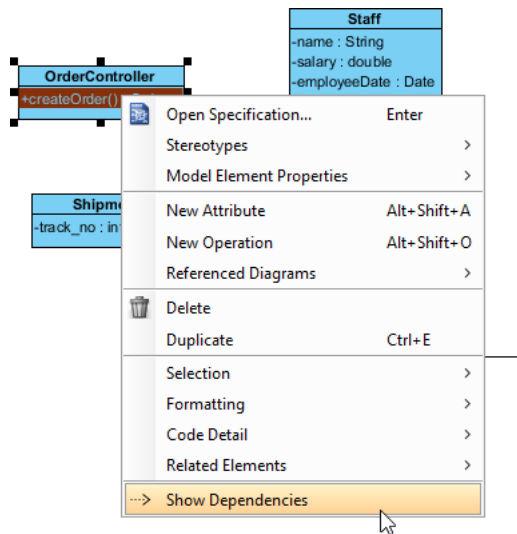 Staff
-name : String
-salary : double
-employeeDate : Date
OrderController
+createOrder()
Open Specification... Enter
Stereotypes
Model Element Properties
Shipme
-track_no : in
New Attribute Alt+Shift+A
New Operation Alt+Shift+O
Referenced Diagrams
Delete
Duplicate Ctrl+E
Selection
Formatting
Code Detail
Related Elements
Show Dependencies